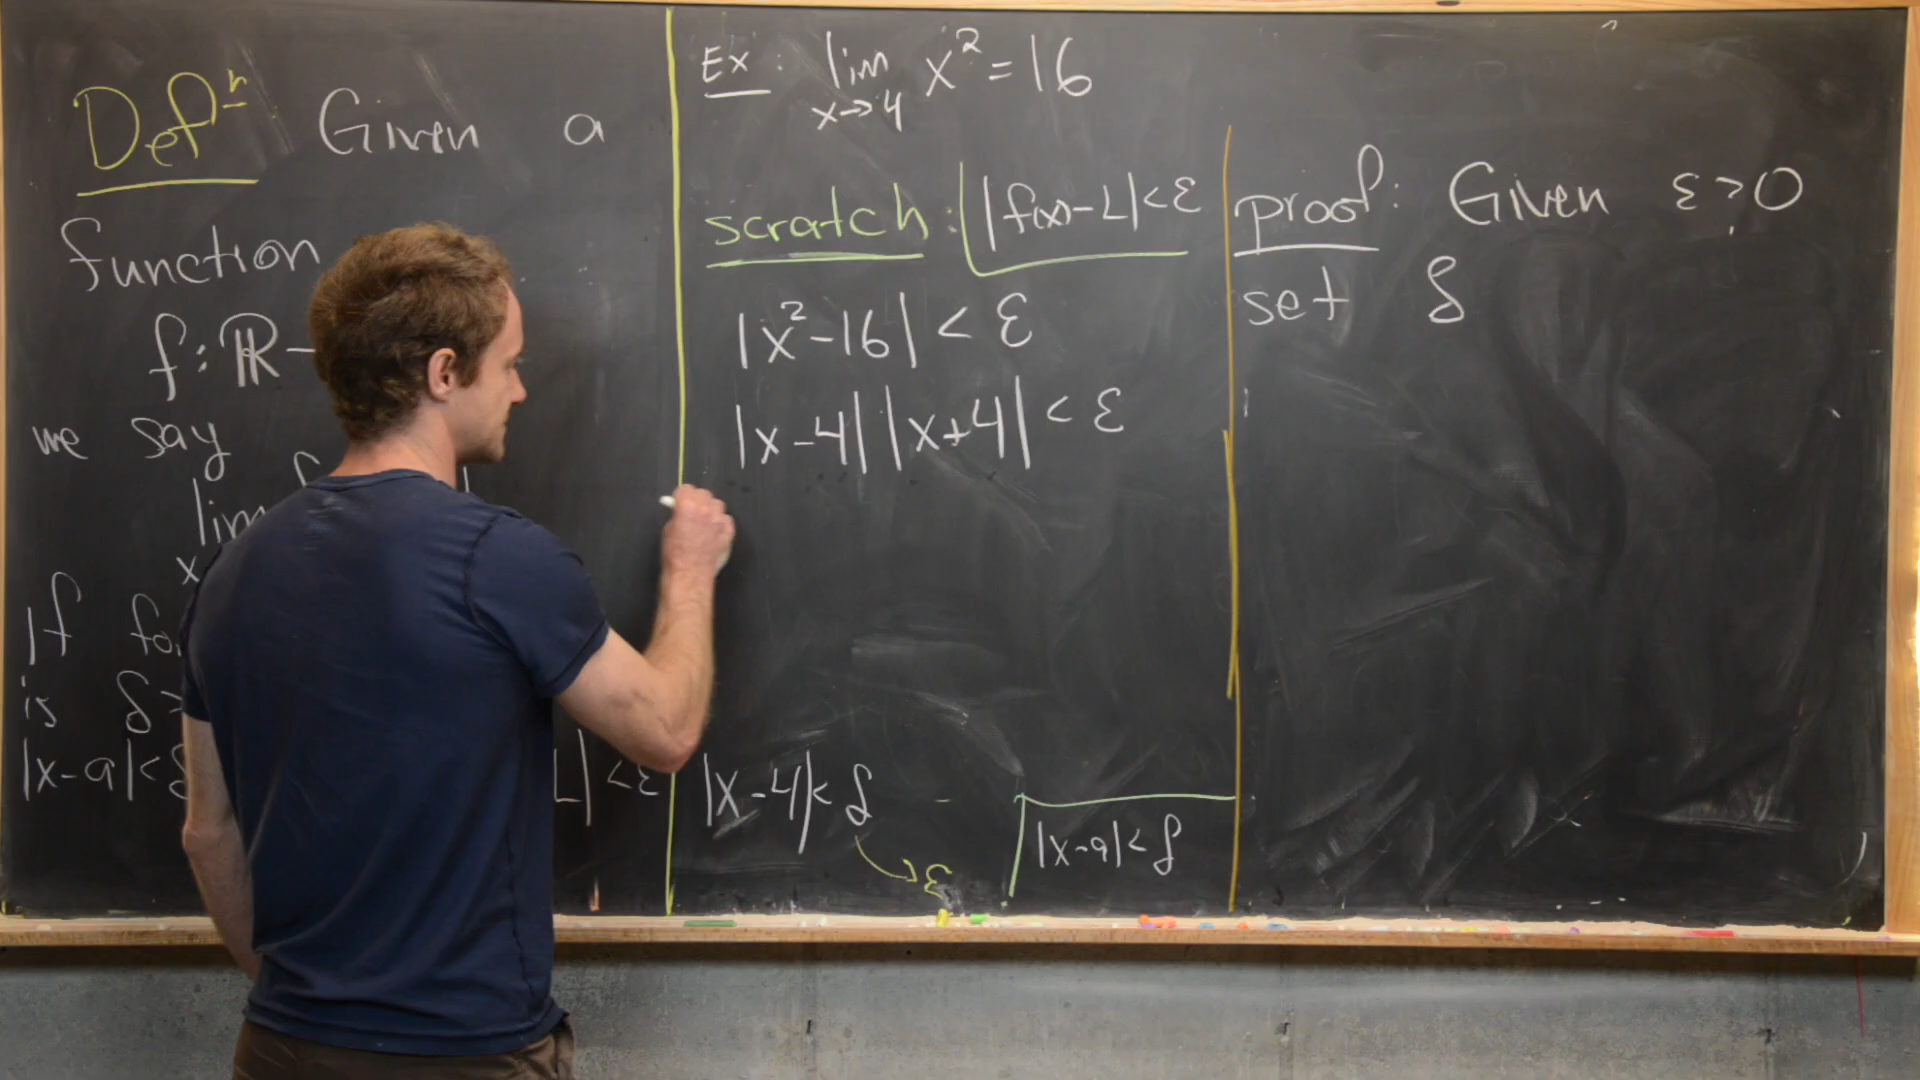 Defⁿ: Given a
function
f: ℝ –
we say
lim
x
If
is δ >
|x-a|<δ L|<ε
Ex: lim x² = 16
x→4
scratch: |f(x)-L|<ε
|x²-16| < ε
|x-4||x+4| < ε
|x-4|< δ
ε
|x-a|<δ
proof: Given ε>0
set δ